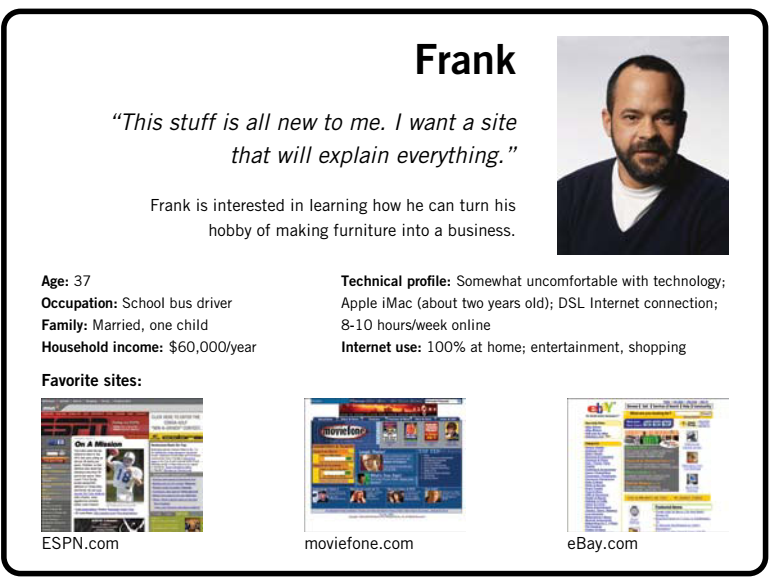 Frank
“This stuff is all new to me. I want a site
that will explain everything.”
Frank is interested in learning how he can turn his
hobby of making furniture into a business.
Age: 37
Occupation: School bus driver
Family: Married, one child
Household income: $60,000/year
Technical profile: Somewhat uncomfortable with technology;
Apple iMac (about two years old); DSL Internet connection;
8-10 hours/week online
Internet use: 100% at home; entertainment, shopping
Favorite sites:
ESPN
On A Mission
moviefone
ebY
ESPN.com
moviefone.com
eBay.com